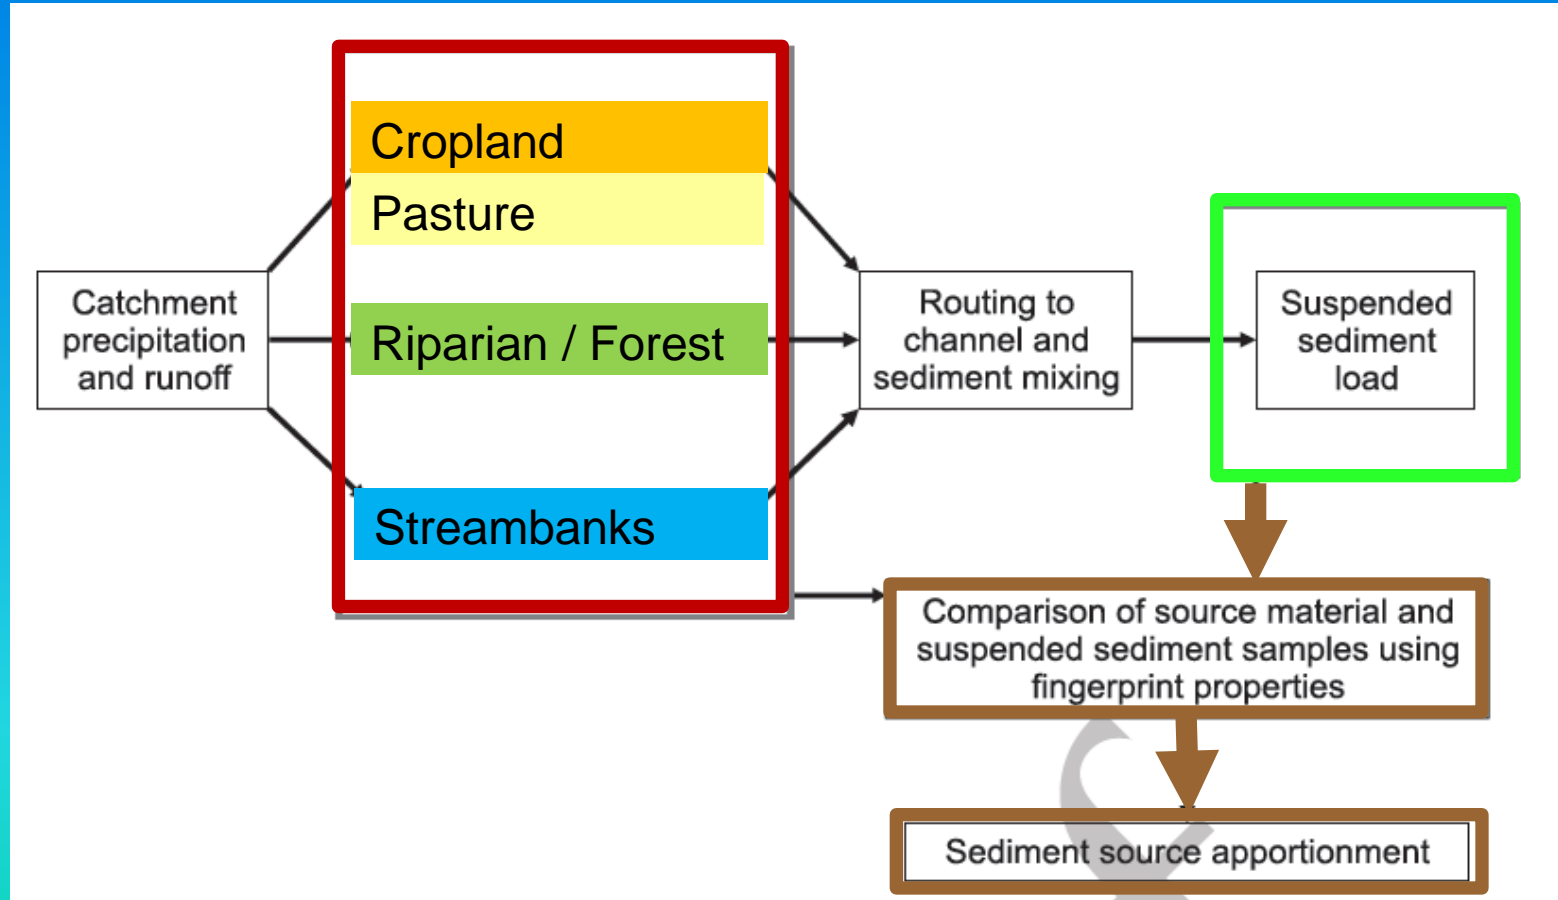 Cropland
Pasture
Catchment
precipitation
and runoff
Riparian / Forest
Streambanks
Routing to
channel and
sediment mixing
Suspended
sediment
load
Comparison of source material and
suspended sediment samples using
fingerprint properties
Sediment source apportionment